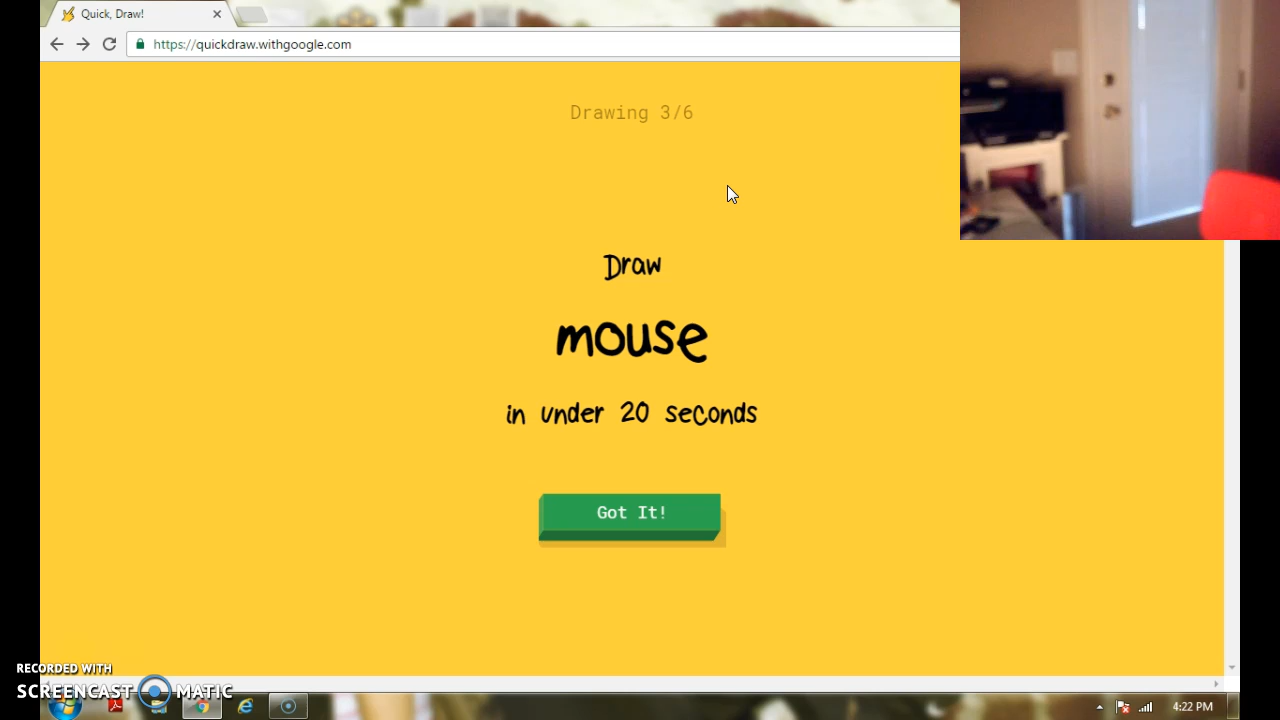 Quick, Draw!
https://quickdraw.withgoogle.com
Drawing 3/6
Draw
mouse
in under 20 seconds
Got It!
RECORDED WITH
SCREENCAST MATIC
4:22 PM